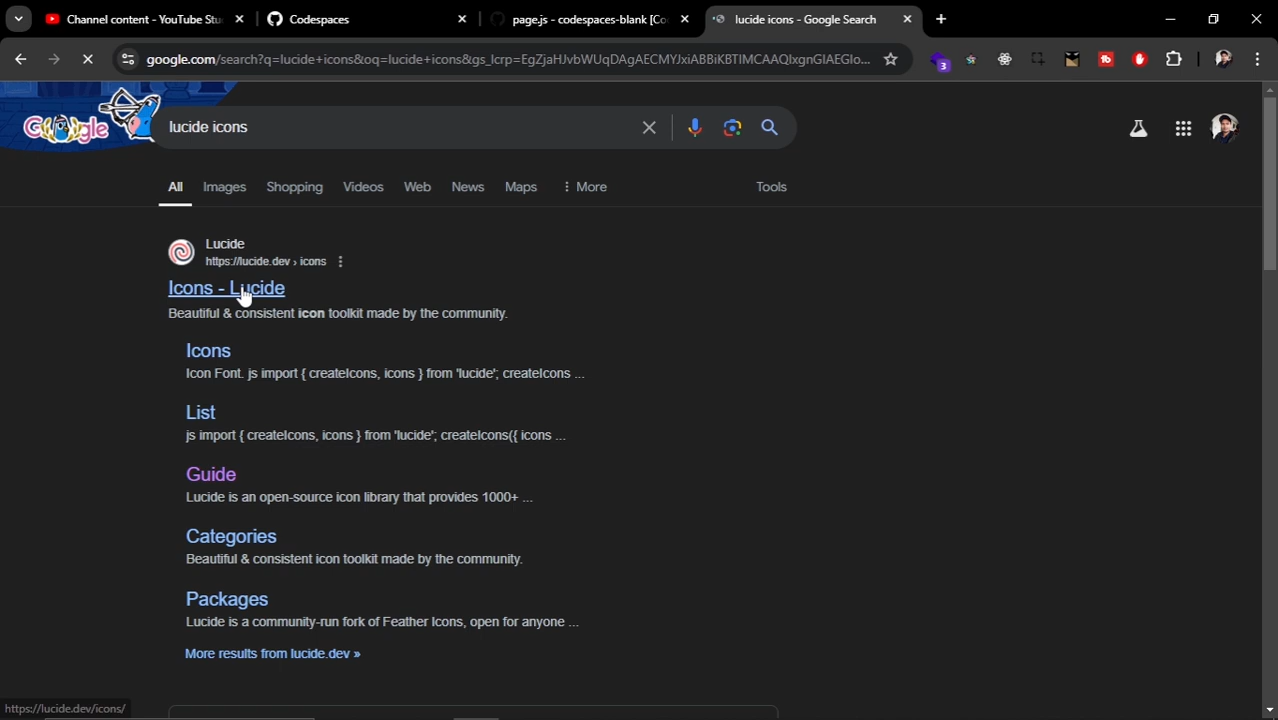 Channel content - YouTube Stu
Codespaces
page.js - codespaces-blank [Co
lucide icons - Google Search
google.com/search?q=lucide+icons&oq=lucide+icons&gs_lcrp=EgZjaHJvbWUqDAgAECMYJxiABBiKBTIMCAAQIxgnGIAEGIo...
3
lucide icons
All
Images
Shopping
Videos
Web
News
Maps
More
Tools
Lucide
https://lucide.dev › icons
Icons - Lucide
Beautiful & consistent icon toolkit made by the community.
Icons
Icon Font. js import { createIcons, icons } from 'lucide'; createIcons ...
List
js import { createIcons, icons } from 'lucide'; createIcons({ icons ...
Guide
Lucide is an open-source icon library that provides 1000+ ...
Categories
Beautiful & consistent icon toolkit made by the community.
Packages
Lucide is a community-run fork of Feather Icons, open for anyone ...
More results from lucide.dev »
https://lucide.dev/icons/